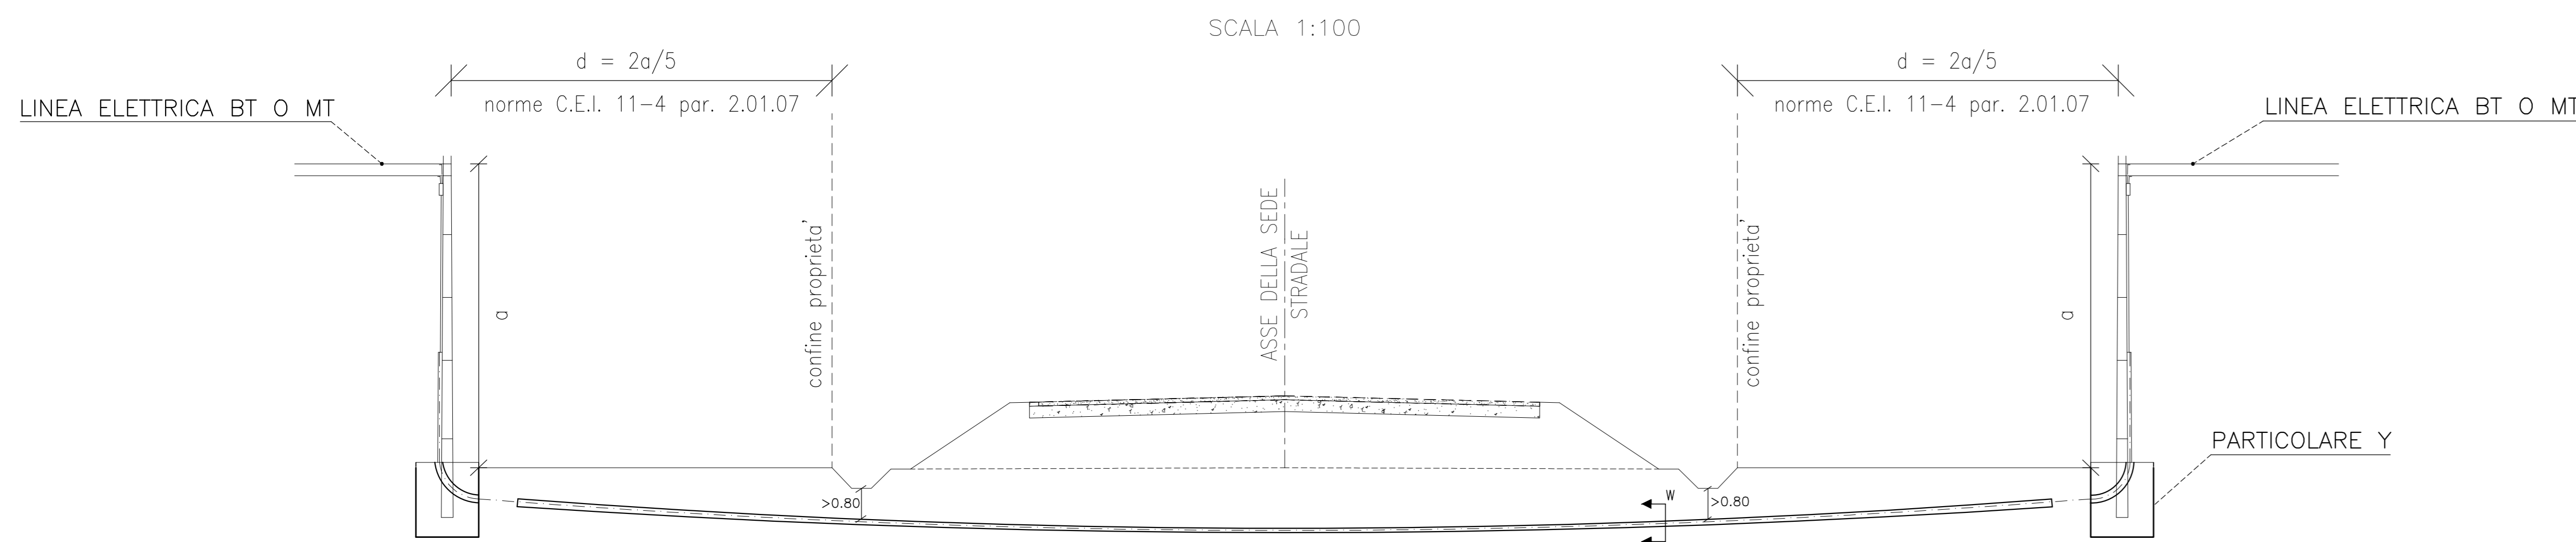 SCALA 1:100
d = 2a/5
d = 2a/5
norme C.E.I. 11-4 par. 2.01.07
norme C.E.I. 11-4 par. 2.01.07
LINEA ELETTRICA BT O MT
LINEA ELETTRICA BT O MT
a
confine proprieta'
ASSE DELLA SEDE
STRADALE
confine proprieta'
a
PARTICOLARE Y
>0.80
W
>0.80